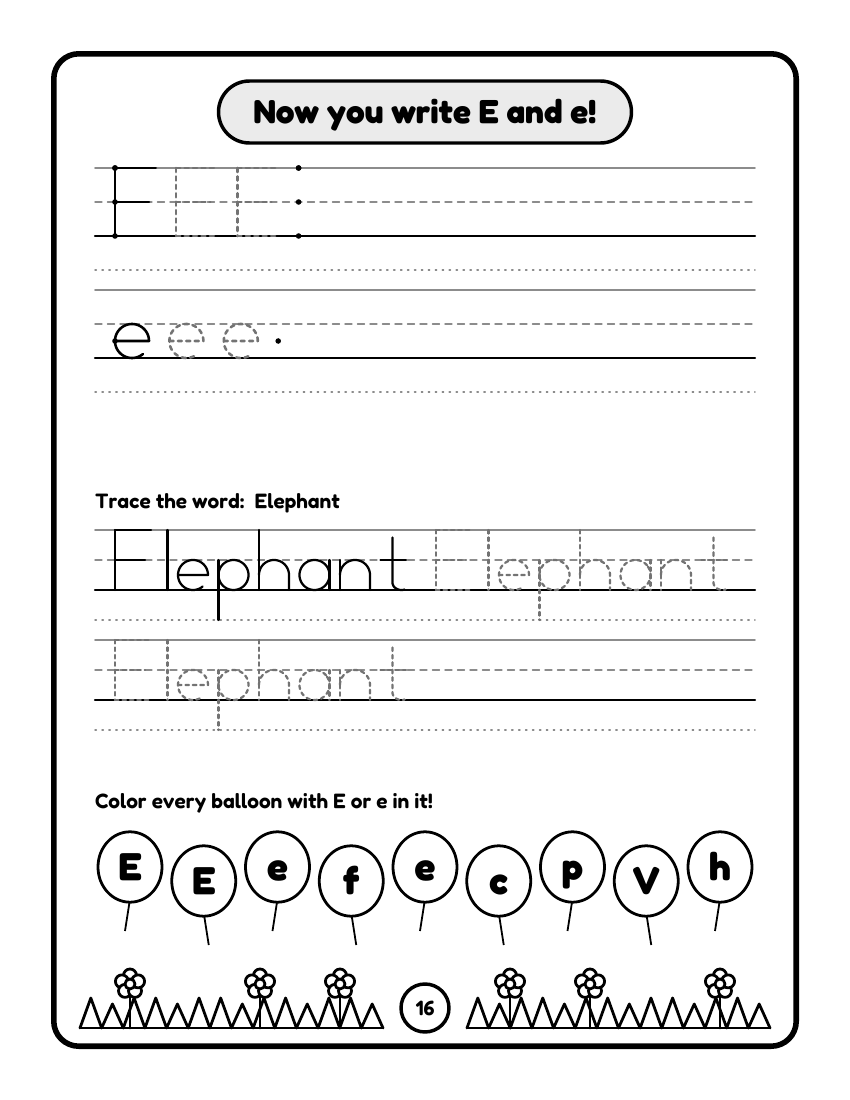 Now you write E and e!
E E E
e e e
Trace the word: Elephant
Elephant Elephant
Elephant
Color every balloon with E or e in it!
E E e f e c p V h
16